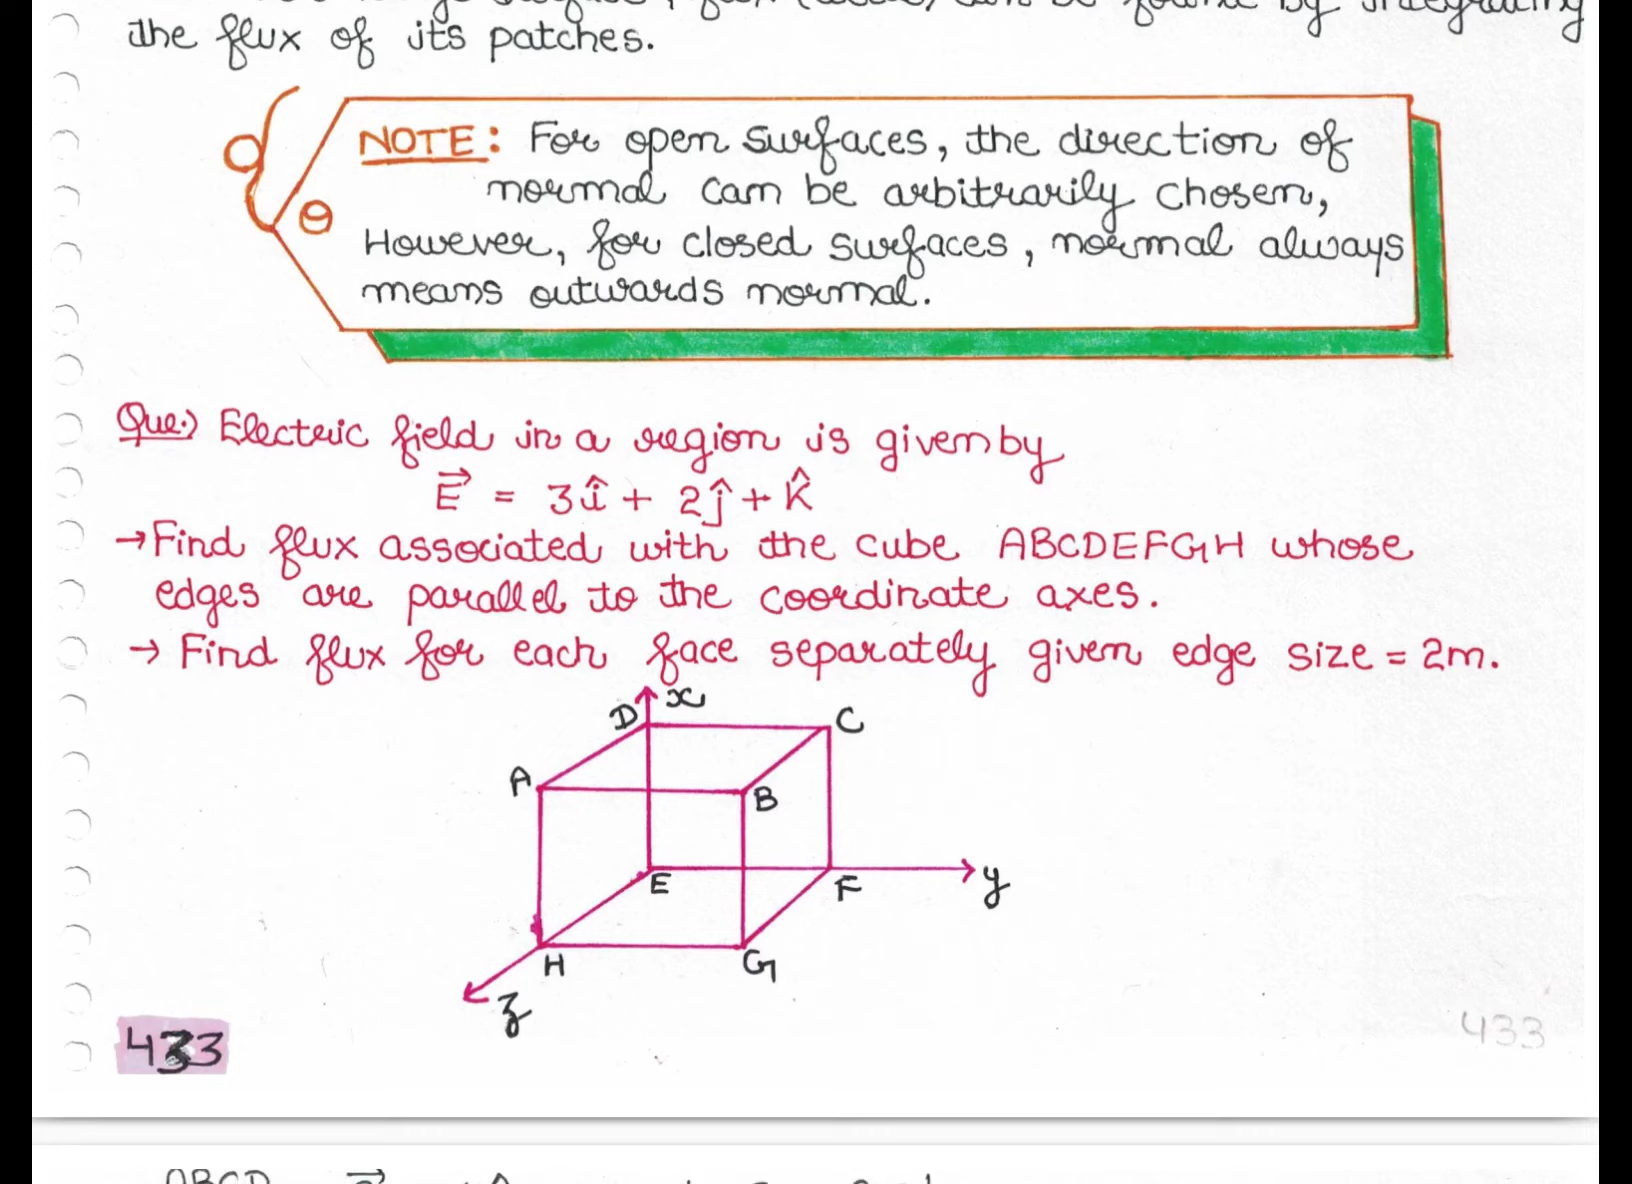 the flux of its patches.
NOTE: For open surfaces, the direction of
normal can be arbitrarily chosen,
However, for closed surfaces, normal always
means outwards normal.
Que:) Electric field in a region is given by
E⃗ = 3î + 2ĵ + k̂
→ Find flux associated with the cube ABCDEFGH whose
edges are parallel to the coordinate axes.
→ Find flux for each face separately given edge size = 2m.
x
D
C
A
B
E
F
y
H
G
z
433
433
ABCD